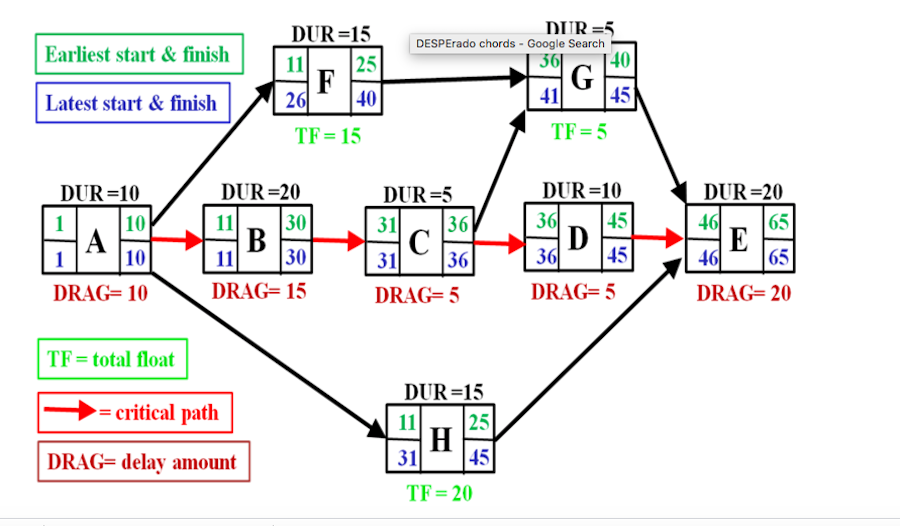 DUR =15
DUR =5
DESPErado chords - Google Search
Earliest start & finish
11 F 25
36 G 40
Latest start & finish
26 40
41 45
TF = 15
TF = 5
DUR =10
DUR =20
DUR =5
DUR =10
DUR =20
1 A 10
11 B 30
31 C 36
36 D 45
46 E 65
1 10
11 30
31 36
36 45
46 65
DRAG= 10
DRAG= 15
DRAG= 5
DRAG= 5
DRAG= 20
TF = total float
DUR =15
= critical path
11 H 25
31 45
DRAG= delay amount
TF = 20